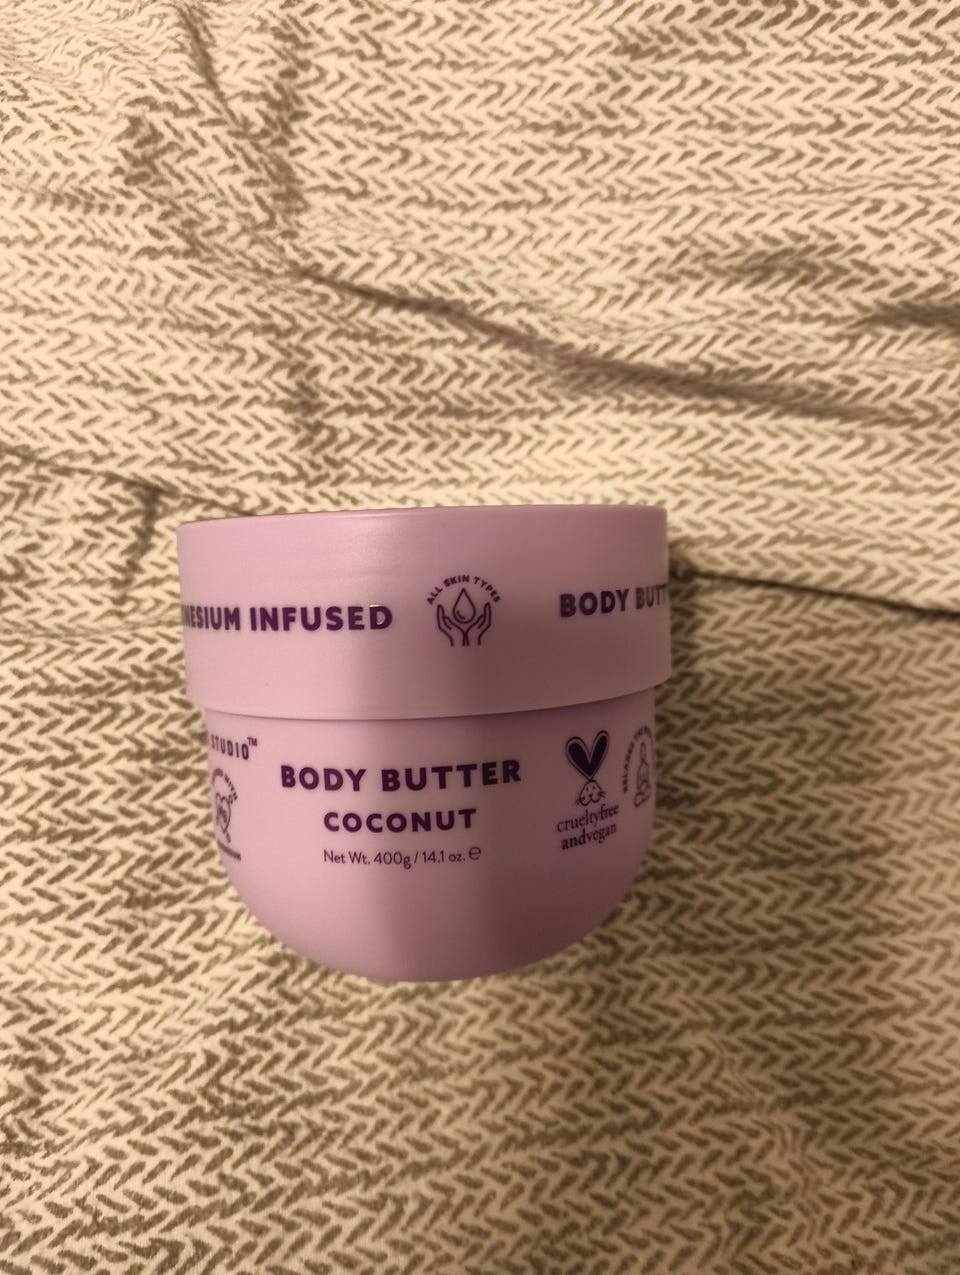 NESIUM INFUSED
ALL SKIN TYPES
BODY BUTT
STUDIO™
BODY BUTTER
COCONUT
Net Wt. 400g / 14.1 oz. ℮
crueltyfree
andvegan